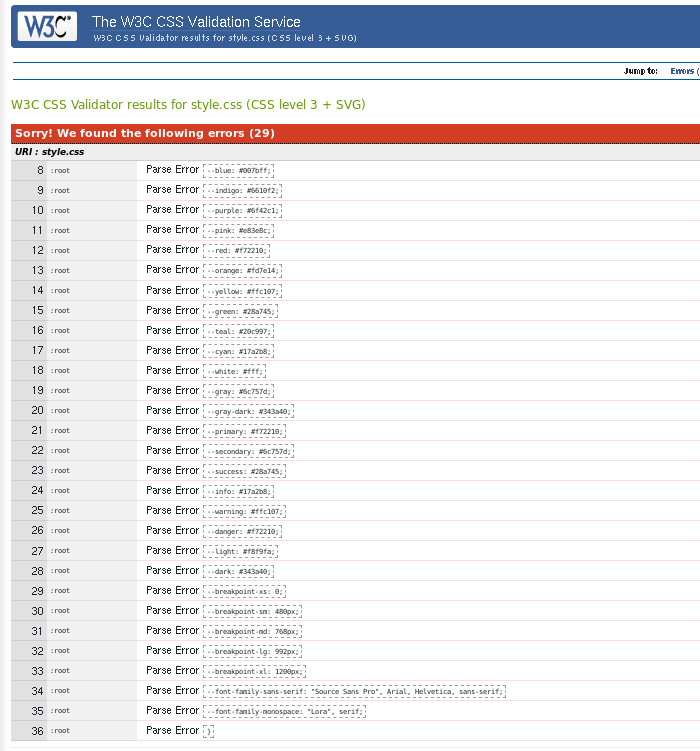 W3C
The W3C CSS Validation Service
W3C CSS Validator results for style.css (CSS level 3 + SVG)
Jump to: Errors (
W3C CSS Validator results for style.css (CSS level 3 + SVG)
Sorry! We found the following errors (29)
URI : style.css
8 :root Parse Error --blue: #007bff;
9 :root Parse Error --indigo: #6610f2;
10 :root Parse Error --purple: #6f42c1;
11 :root Parse Error --pink: #e83e8c;
12 :root Parse Error --red: #f72210;
13 :root Parse Error --orange: #fd7e14;
14 :root Parse Error --yellow: #ffc107;
15 :root Parse Error --green: #28a745;
16 :root Parse Error --teal: #20c997;
17 :root Parse Error --cyan: #17a2b8;
18 :root Parse Error --white: #fff;
19 :root Parse Error --gray: #6c757d;
20 :root Parse Error --gray-dark: #343a40;
21 :root Parse Error --primary: #f72210;
22 :root Parse Error --secondary: #6c757d;
23 :root Parse Error --success: #28a745;
24 :root Parse Error --info: #17a2b8;
25 :root Parse Error --warning: #ffc107;
26 :root Parse Error --danger: #f72210;
27 :root Parse Error --light: #f8f9fa;
28 :root Parse Error --dark: #343a40;
29 :root Parse Error --breakpoint-xs: 0;
30 :root Parse Error --breakpoint-sm: 480px;
31 :root Parse Error --breakpoint-md: 768px;
32 :root Parse Error --breakpoint-lg: 992px;
33 :root Parse Error --breakpoint-xl: 1200px;
34 :root Parse Error --font-family-sans-serif: "Source Sans Pro", Arial, Helvetica, sans-serif;
35 :root Parse Error --font-family-monospace: "Lora", serif;
36 :root Parse Error }